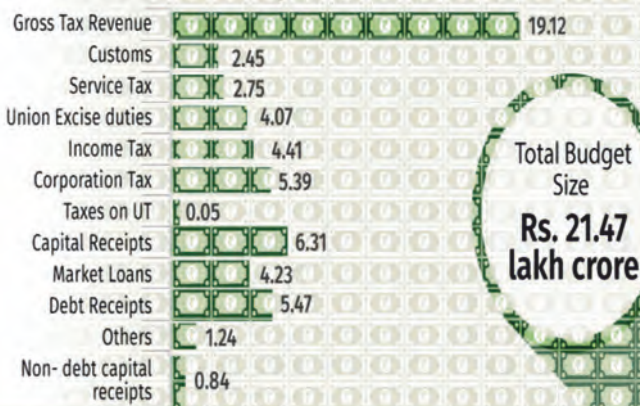 Gross Tax Revenue 19.12
Customs 2.45
Service Tax 2.75
Union Excise duties 4.07
Income Tax 4.41
Corporation Tax 5.39
Taxes on UT 0.05
Capital Receipts 6.31
Market Loans 4.23
Debt Receipts 5.47
Others 1.24
Non- debt capital
receipts 0.84
Total Budget
Size
Rs. 21.47
lakh crore